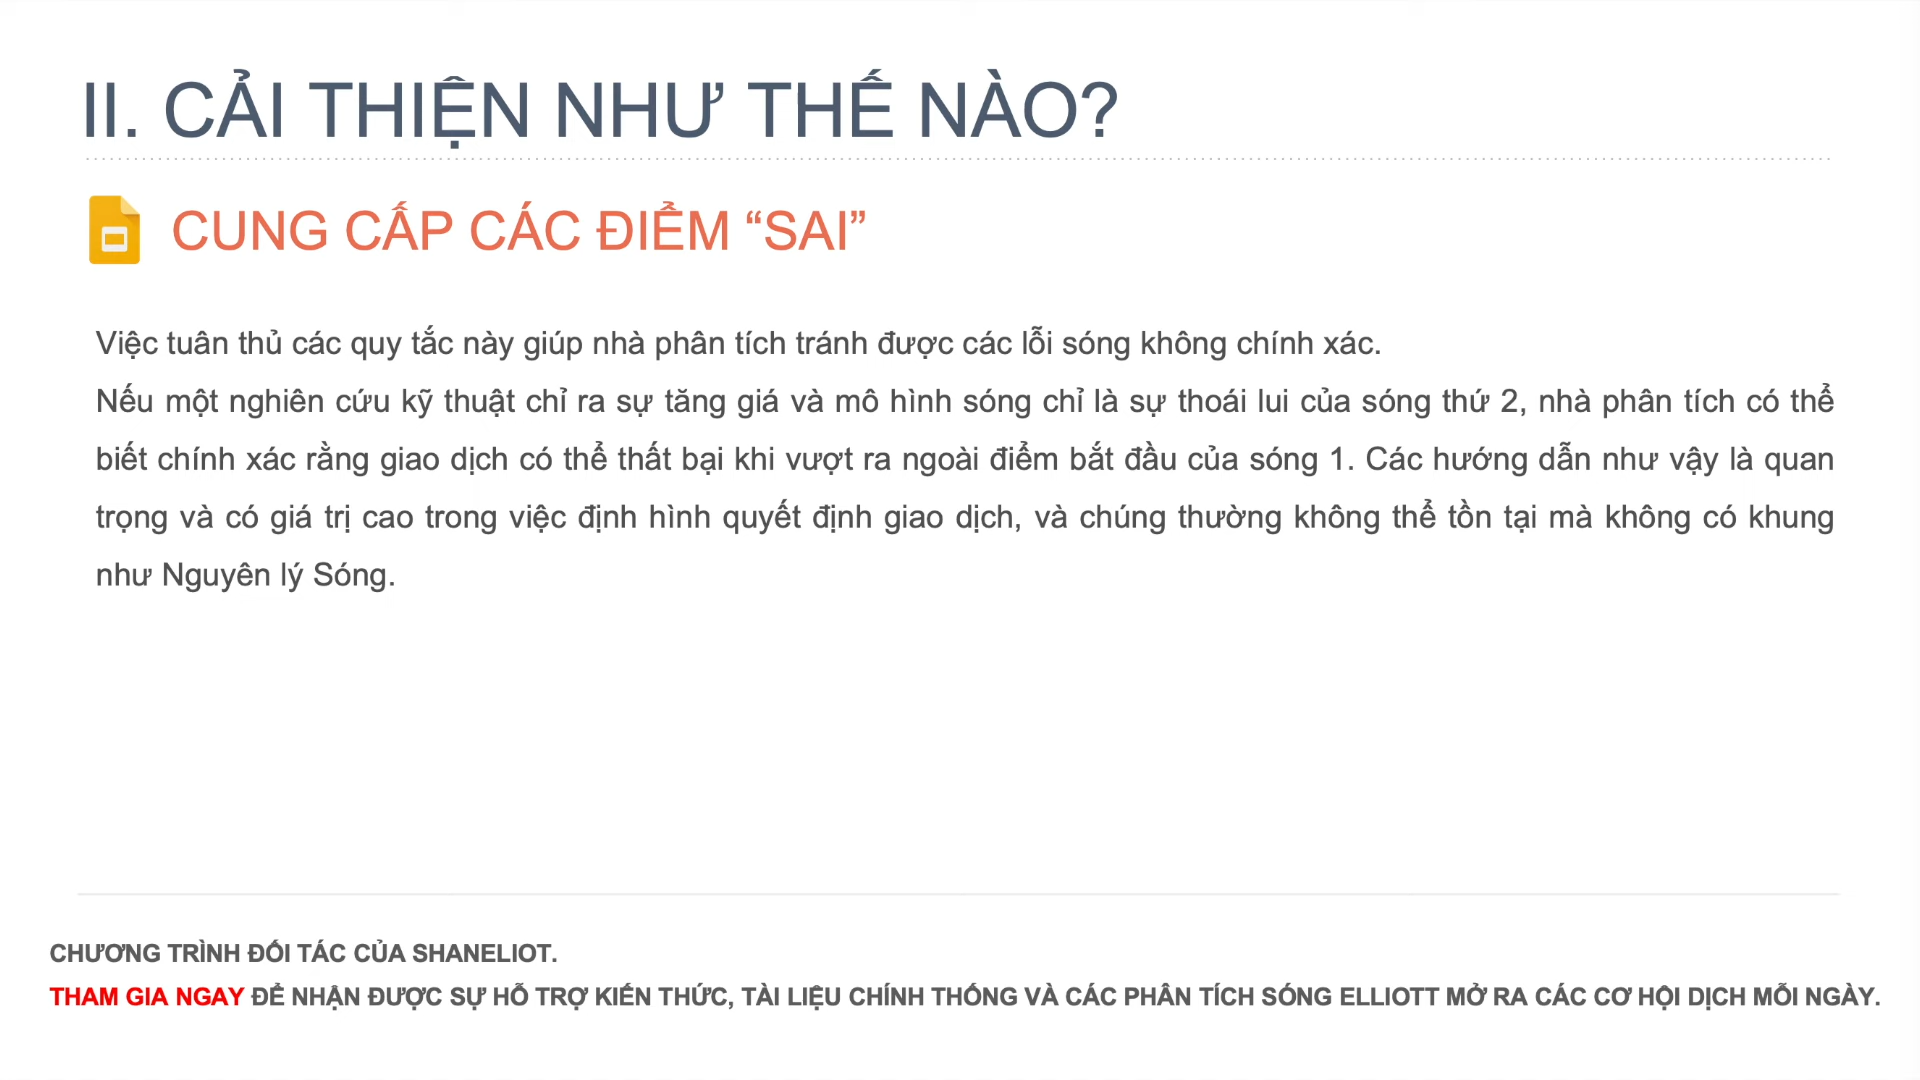 II. CẢI THIỆN NHƯ THẾ NÀO?
CUNG CẤP CÁC ĐIỂM “SAI”
Việc tuân thủ các quy tắc này giúp nhà phân tích tránh được các lỗi sóng không chính xác.
Nếu một nghiên cứu kỹ thuật chỉ ra sự tăng giá và mô hình sóng chỉ là sự thoái lui của sóng thứ 2, nhà phân tích có thể
biết chính xác rằng giao dịch có thể thất bại khi vượt ra ngoài điểm bắt đầu của sóng 1. Các hướng dẫn như vậy là quan
trọng và có giá trị cao trong việc định hình quyết định giao dịch, và chúng thường không thể tồn tại mà không có khung
như Nguyên lý Sóng.
CHƯƠNG TRÌNH ĐỐI TÁC CỦA SHANELIOT.
THAM GIA NGAY ĐỂ NHẬN ĐƯỢC SỰ HỖ TRỢ KIẾN THỨC, TÀI LIỆU CHÍNH THỐNG VÀ CÁC PHÂN TÍCH SÓNG ELLIOTT MỞ RA CÁC CƠ HỘI DỊCH MỖI NGÀY.